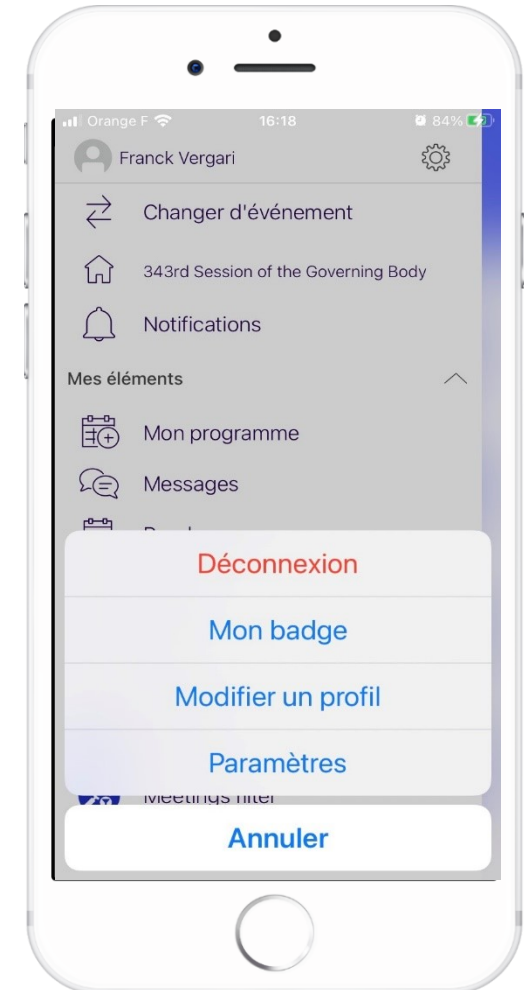 Orange F 16:18 84%
Franck Vergari
Changer d'événement
343rd Session of the Governing Body
Notifications
Mes éléments
Mon programme
Messages
Déconnexion
Mon badge
Modifier un profil
Paramètres
Meetings filter
Annuler